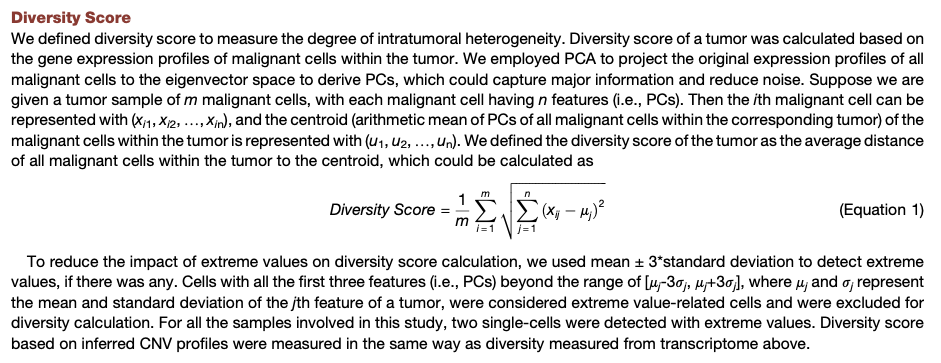 Diversity Score
We defined diversity score to measure the degree of intratumoral heterogeneity. Diversity score of a tumor was calculated based on
the gene expression profiles of malignant cells within the tumor. We employed PCA to project the original expression profiles of all
malignant cells to the eigenvector space to derive PCs, which could capture major information and reduce noise. Suppose we are
given a tumor sample of m malignant cells, with each malignant cell having n features (i.e., PCs). Then the ith malignant cell can be
represented with (x_{i1}, x_{i2}, …, x_{in}), and the centroid (arithmetic mean of PCs of all malignant cells within the corresponding tumor) of the
malignant cells within the tumor is represented with (u_1, u_2, …, u_n). We defined the diversity score of the tumor as the average distance
of all malignant cells within the tumor to the centroid, which could be calculated as
Diversity Score = \frac{1}{m} \sum_{i=1}^{m} \sqrt{\sum_{j=1}^{n} (x_{ij} − μ_j)^2} (Equation 1)
To reduce the impact of extreme values on diversity score calculation, we used mean ± 3*standard deviation to detect extreme
values, if there was any. Cells with all the first three features (i.e., PCs) beyond the range of [μ_j-3σ_j, μ_j+3σ_j], where μ_j and σ_j represent
the mean and standard deviation of the jth feature of a tumor, were considered extreme value-related cells and were excluded for
diversity calculation. For all the samples involved in this study, two single-cells were detected with extreme values. Diversity score
based on inferred CNV profiles were measured in the same way as diversity measured from transcriptome above.